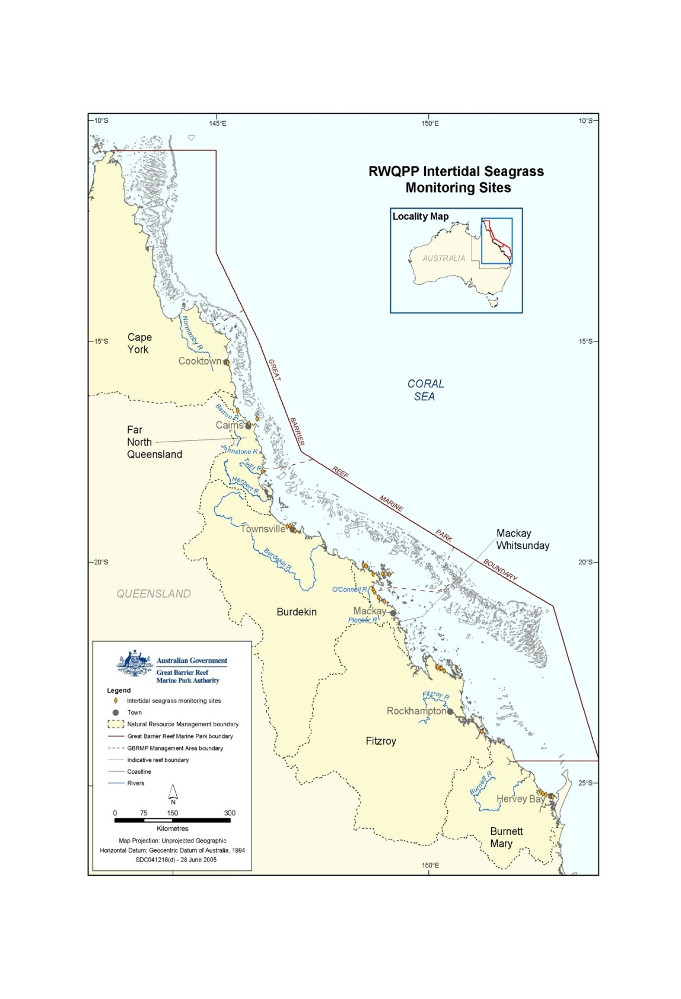 10°S
145°E
150°E
10°S
RWQPP Intertidal Seagrass
Monitoring Sites
Locality Map
AUSTRALIA
Normanby R
Cape
York
15°S
15°S
Cooktown
GREAT
CORAL
SEA
Barron R
Cairns
BARRIER
Far
North
Queensland
Johnstone R
Tully R
REEF
Herbert R
MARINE
Townsville
PARK
Mackay
Whitsunday
Burdekin R
20°S
BOUNDARY
20°S
QUEENSLAND
O'Connell R
Burdekin
Mackay
Pioneer R
Australian Government
Great Barrier Reef
Marine Park Authority
Legend
Intertidal seagrass monitoring sites
Town
Natural Resource Management boundary
Great Barrier Reef Marine Park boundary
GBRMP Management Area boundary
Indicative reef boundary
Coastline
Rivers
N
0 75 150 300
Kilometres
Map Projection: Unprojected Geographic
Horizontal Datum: Geocentric Datum of Australia, 1994
SDC041216(d) - 28 June 2005
Fitzroy R
Rockhampton
Fitzroy
Burnett R
25°S
Hervey Bay
Burnett
Mary
150°E